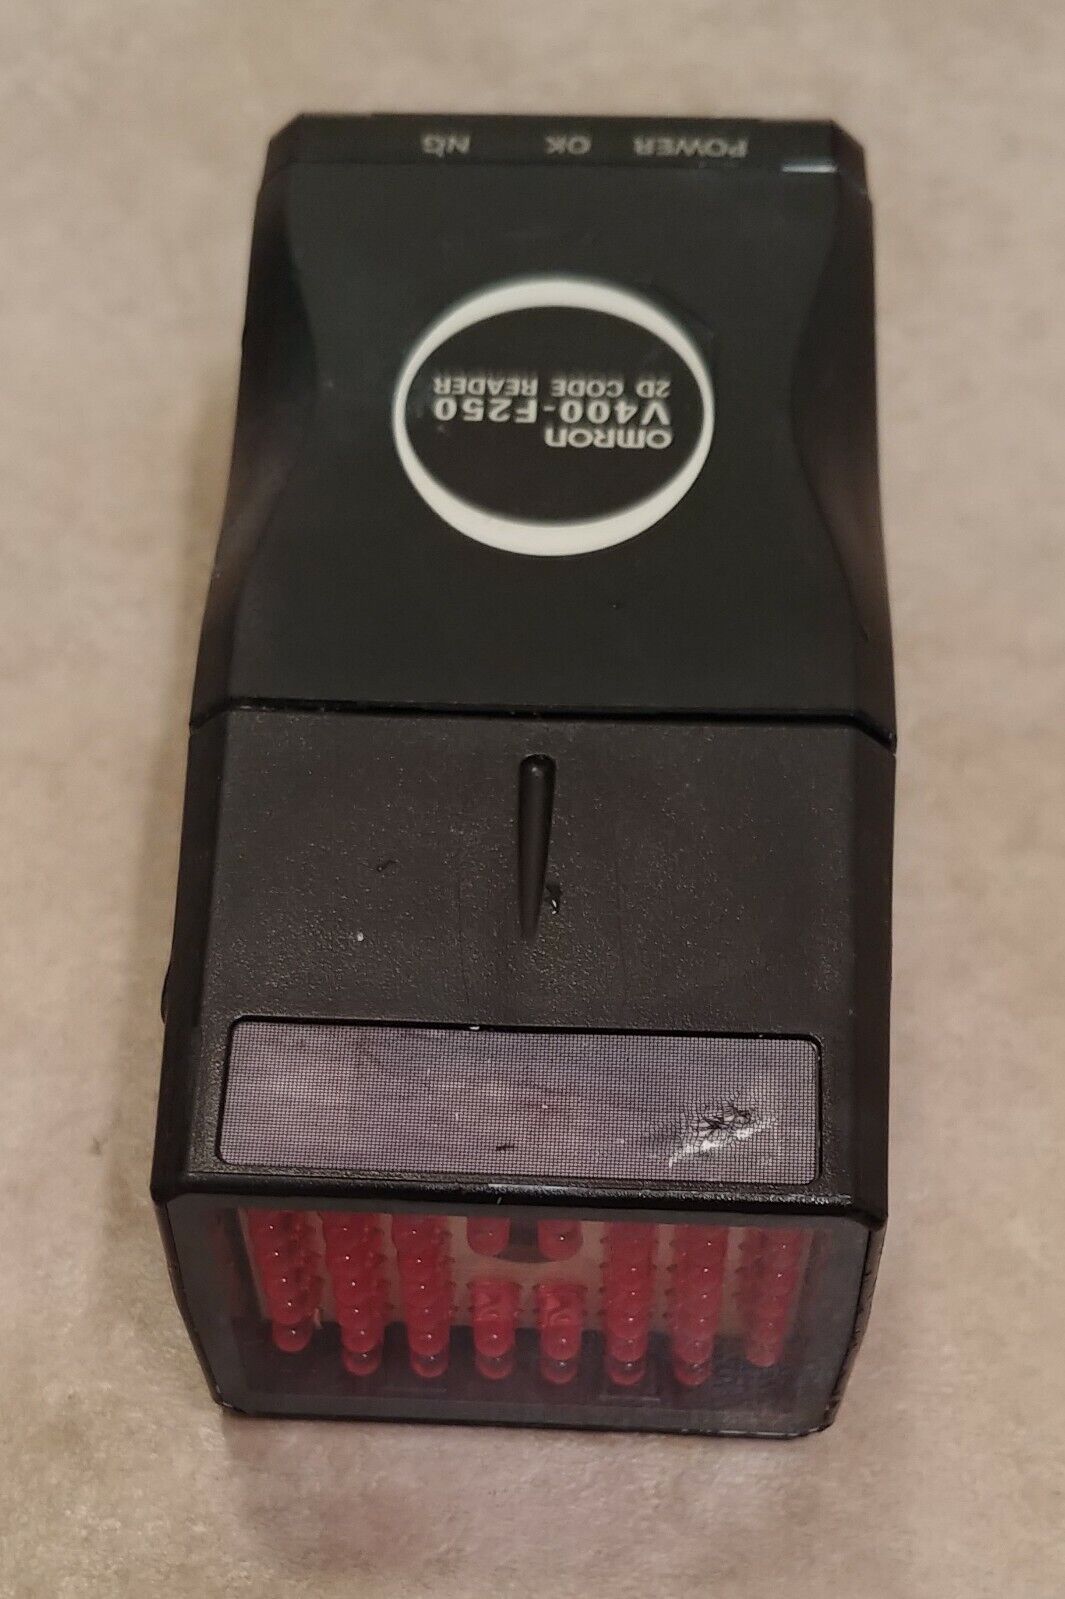 OMRON
V400-F250
2D CODE READER
POWER OK NG